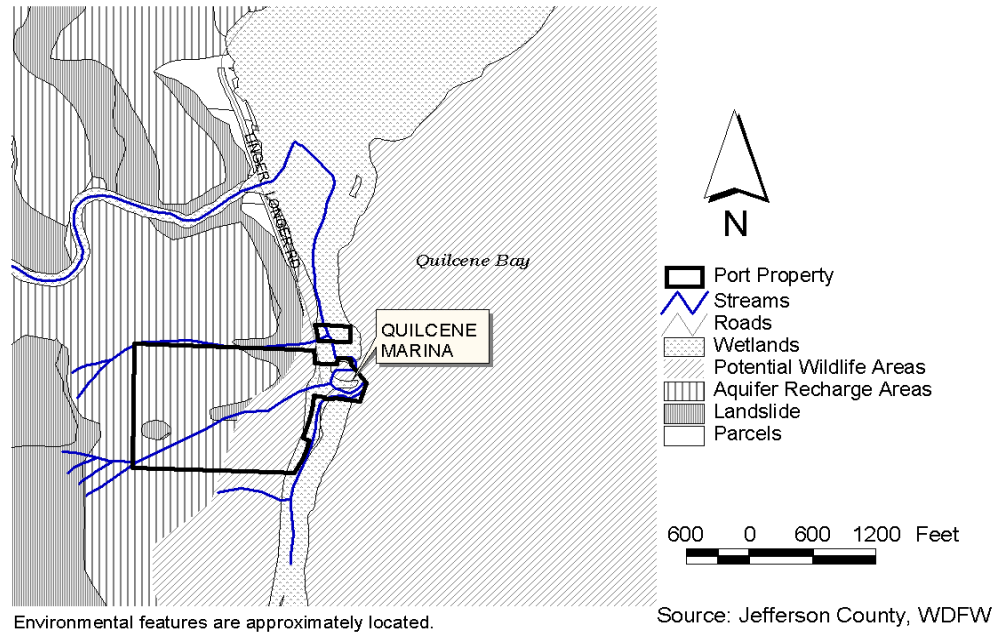 LINGER LONGER RD
Quilcene Bay
QUILCENE
MARINA
N
Port Property
Streams
Roads
Wetlands
Potential Wildlife Areas
Aquifer Recharge Areas
Landslide
Parcels
600 0 600 1200 Feet
Environmental features are approximately located.
Source: Jefferson County, WDFW